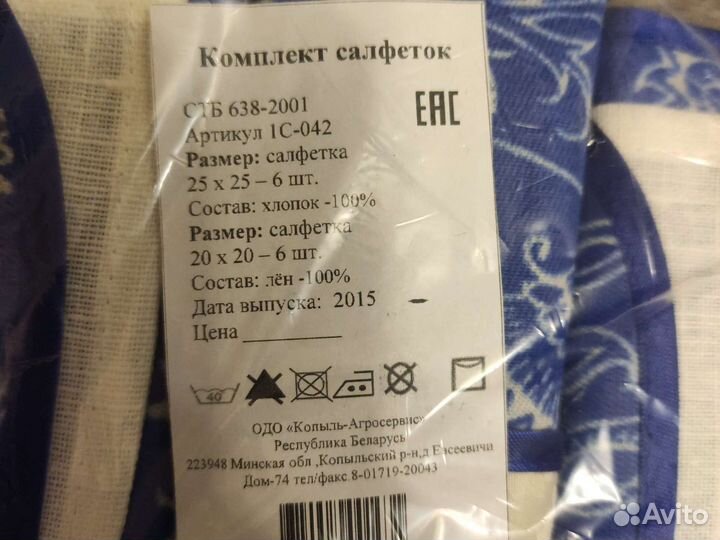 Комплект салфеток
СТБ 638-2001
EAC
Артикул 1С-042
Размер: салфетка
25 х 25 – 6 шт.
Состав: хлопок -100%
Размер: салфетка
20 х 20 – 6 шт.
Состав: лён -100%
Дата выпуска: 2015
Цена
40
ОДО «Копыль-Агросервис»
Республика Беларусь
223948 Минская обл ,Копыльский р-н,д Евсеевичи
Дом-74 тел/факс.8-01719-20043
Avito